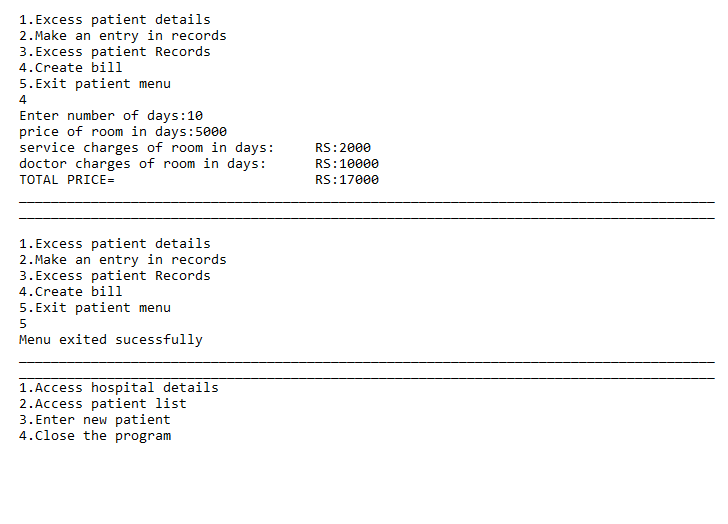 1.Excess patient details
2.Make an entry in records
3.Excess patient Records
4.Create bill
5.Exit patient menu
4
Enter number of days:10
price of room in days:5000
service charges of room in days: RS:2000
doctor charges of room in days: RS:10000
TOTAL PRICE= RS:17000
1.Excess patient details
2.Make an entry in records
3.Excess patient Records
4.Create bill
5.Exit patient menu
5
Menu exited sucessfully
1.Access hospital details
2.Access patient list
3.Enter new patient
4.Close the program